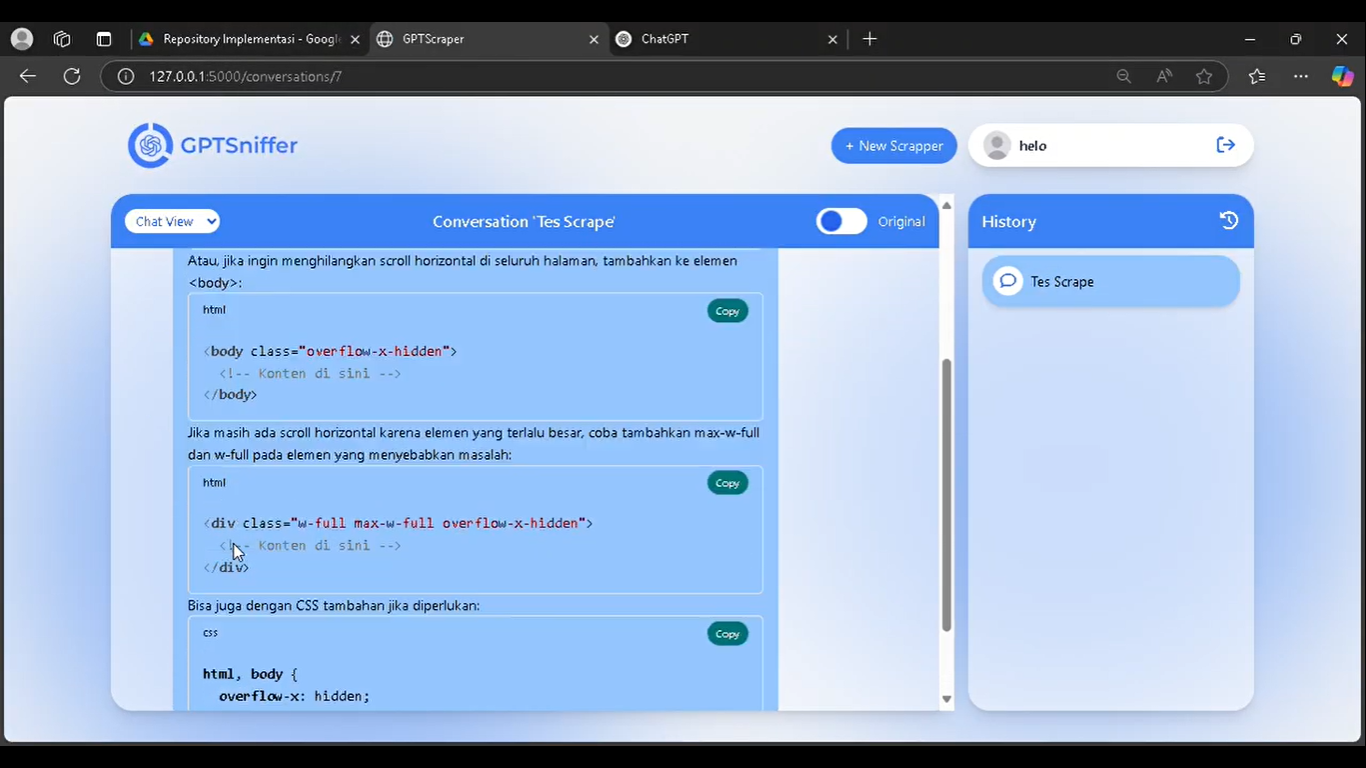 Repository Implementasi - Googl
GPTScraper
ChatGPT
127.0.0.1:5000/conversations/7
GPTSniffer
+ New Scrapper
helo
Chat View
Conversation 'Tes Scrape'
Original
History
Tes Scrape
Atau, jika ingin menghilangkan scroll horizontal di seluruh halaman, tambahkan ke elemen
<body>:
html
Copy
<body class="overflow-x-hidden">
<!-- Konten di sini -->
</body>
Jika masih ada scroll horizontal karena elemen yang terlalu besar, coba tambahkan max-w-full
dan w-full pada elemen yang menyebabkan masalah:
html
Copy
<div class="w-full max-w-full overflow-x-hidden">
<!-- Konten di sini -->
</div>
Bisa juga dengan CSS tambahan jika diperlukan:
css
Copy
html, body {
overflow-x: hidden;